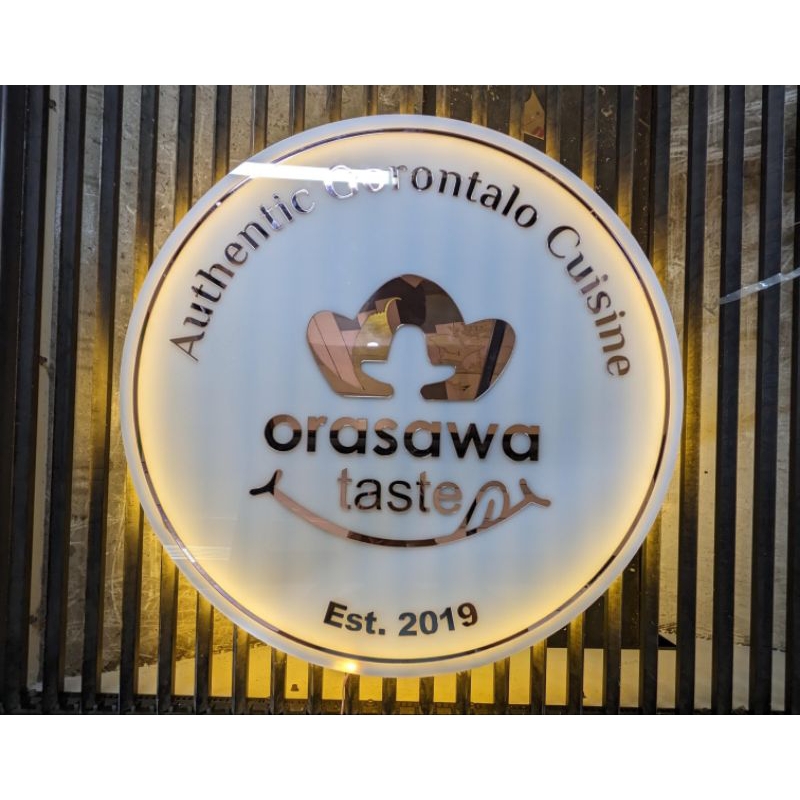 Authentic Gorontalo Cuisine
orasawa
taste
Est. 2019